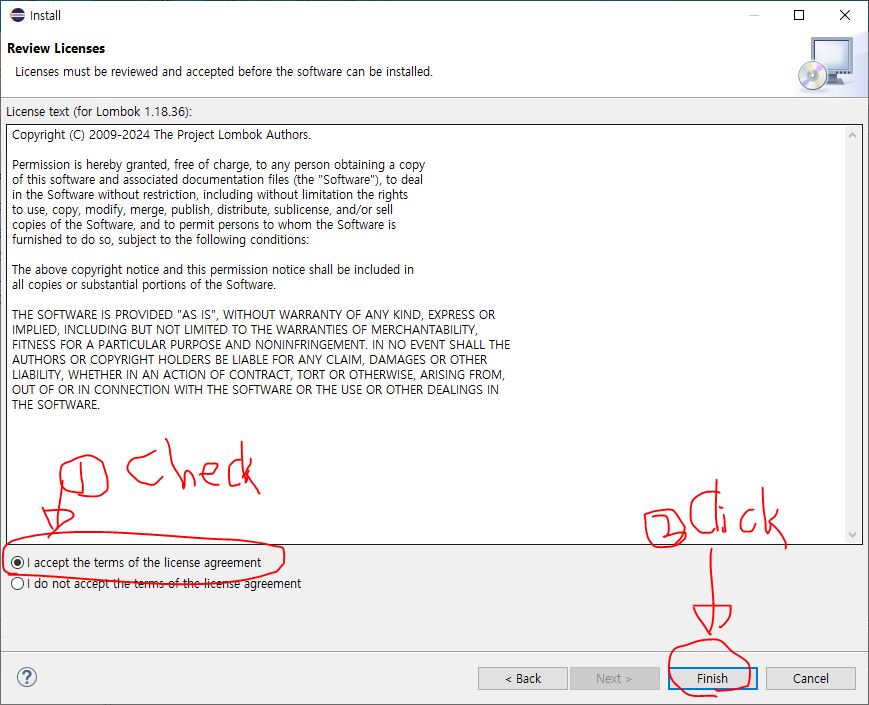 Install
Review Licenses
Licenses must be reviewed and accepted before the software can be installed.
License text (for Lombok 1.18.36):
Copyright (C) 2009-2024 The Project Lombok Authors.
Permission is hereby granted, free of charge, to any person obtaining a copy
of this software and associated documentation files (the "Software"), to deal
in the Software without restriction, including without limitation the rights
to use, copy, modify, merge, publish, distribute, sublicense, and/or sell
copies of the Software, and to permit persons to whom the Software is
furnished to do so, subject to the following conditions:
The above copyright notice and this permission notice shall be included in
all copies or substantial portions of the Software.
THE SOFTWARE IS PROVIDED "AS IS", WITHOUT WARRANTY OF ANY KIND, EXPRESS OR
IMPLIED, INCLUDING BUT NOT LIMITED TO THE WARRANTIES OF MERCHANTABILITY,
FITNESS FOR A PARTICULAR PURPOSE AND NONINFRINGEMENT. IN NO EVENT SHALL THE
AUTHORS OR COPYRIGHT HOLDERS BE LIABLE FOR ANY CLAIM, DAMAGES OR OTHER
LIABILITY, WHETHER IN AN ACTION OF CONTRACT, TORT OR OTHERWISE, ARISING FROM,
OUT OF OR IN CONNECTION WITH THE SOFTWARE OR THE USE OR OTHER DEALINGS IN
THE SOFTWARE.
① Check
② Click
I accept the terms of the license agreement
I do not accept the terms of the license agreement
?
< Back
Next >
Finish
Cancel